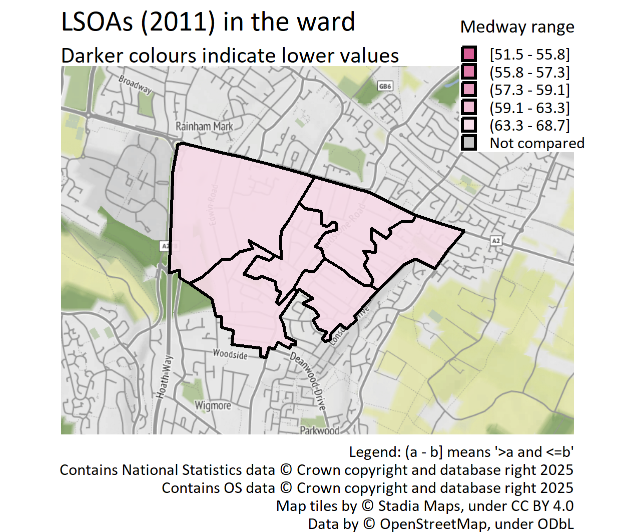 LSOAs (2011) in the ward
Darker colours indicate lower values
Medway range
[51.5 - 55.8]
(55.8 - 57.3]
(57.3 - 59.1]
(59.1 - 63.3]
(63.3 - 68.7]
Not compared
Broadway
GB6
Rainham Mark
A2
A2
Woodside
Deanwood-Drive
Hoath-Way
Wigmore
Parkwood
Legend: (a - b] means '>a and <=b'
Contains National Statistics data © Crown copyright and database right 2025
Contains OS data © Crown copyright and database right 2025
Map tiles by © Stadia Maps, under CC BY 4.0
Data by © OpenStreetMap, under ODbL